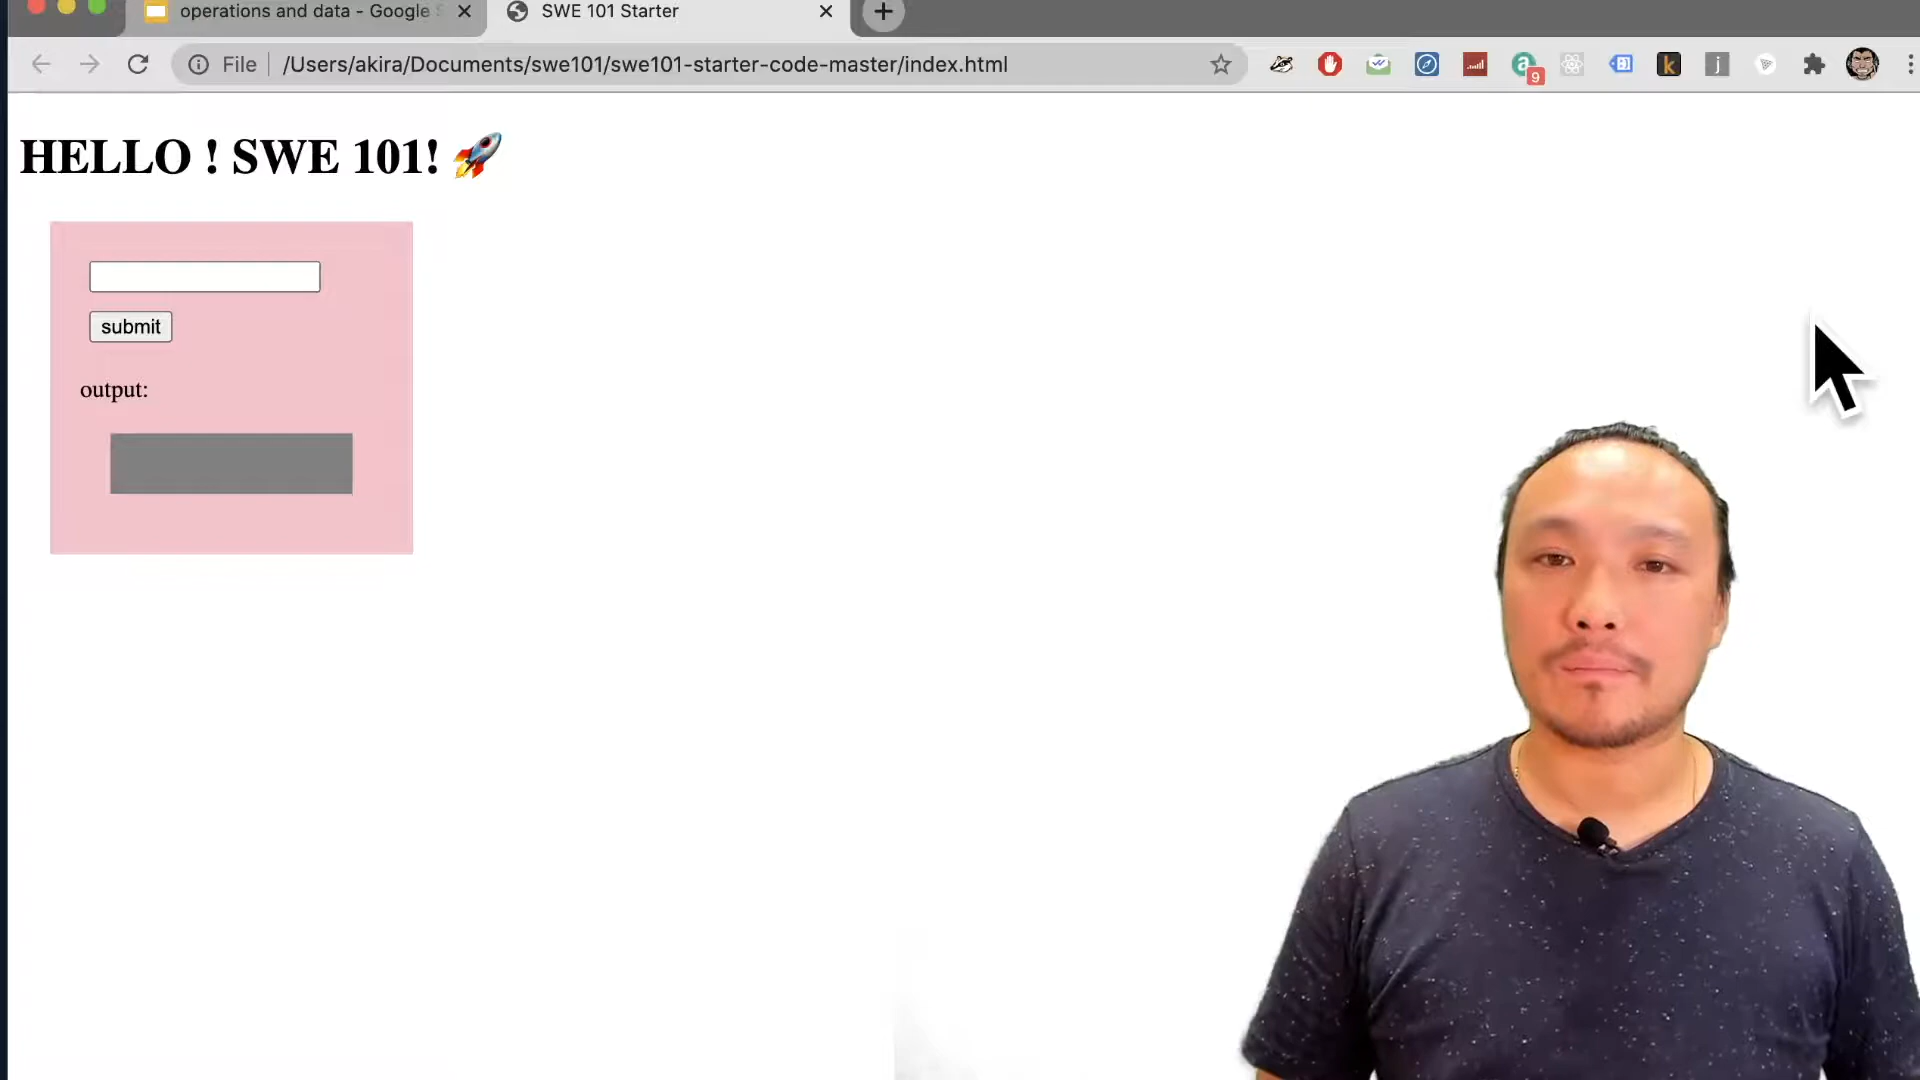 operations and data - Google S
SWE 101 Starter
File /Users/akira/Documents/swe101/swe101-starter-code-master/index.html
9
HELLO ! SWE 101! 🚀
submit
output: